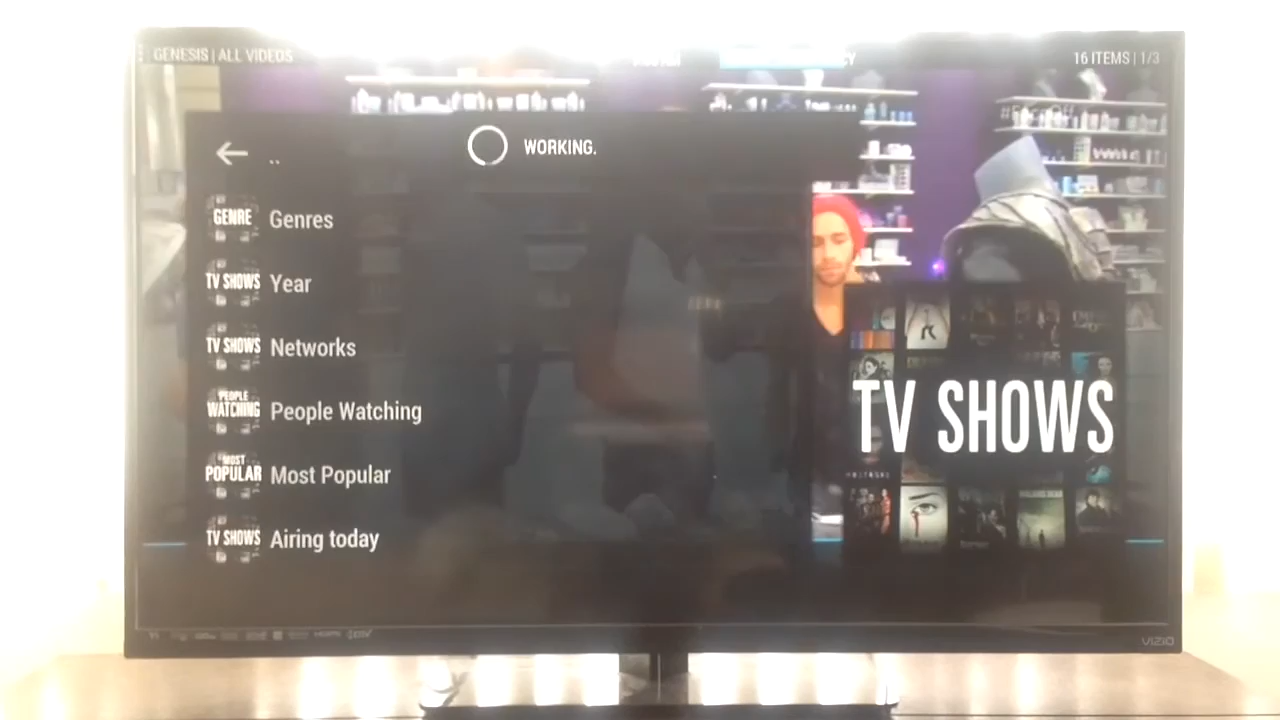 GENESIS | ALL VIDEOS
16 ITEMS | 1/3
..
WORKING.
GENRE Genres
TV SHOWS Year
TV SHOWS Networks
PEOPLE WATCHING People Watching
MOST POPULAR Most Popular
TV SHOWS Airing today
TV SHOWS
HDMI
VIZIO